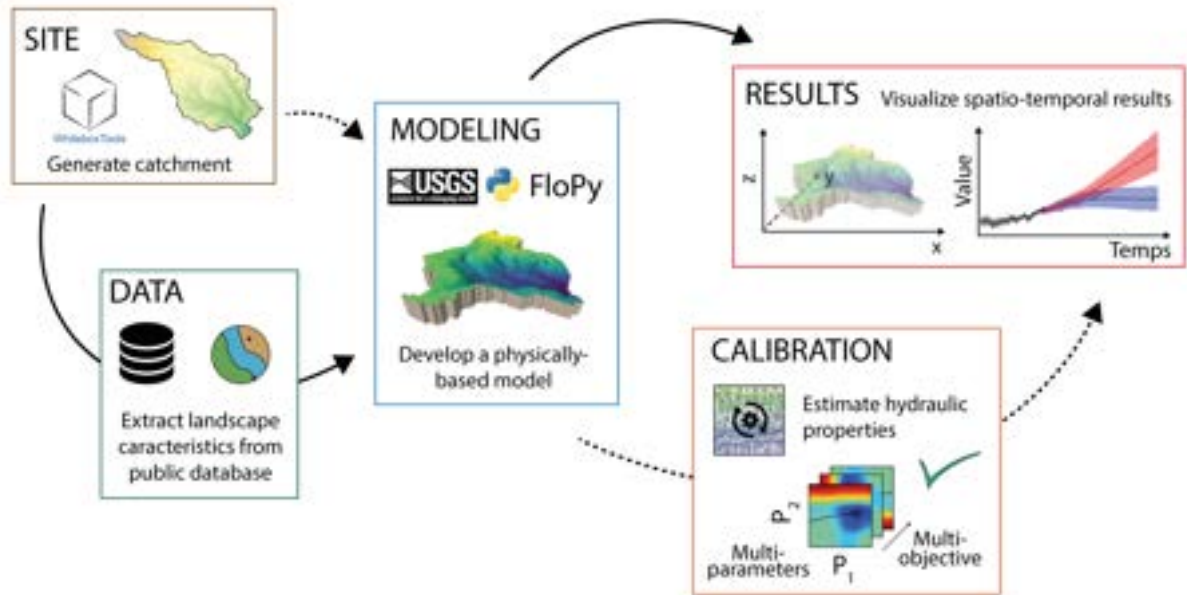 SITE
WhiteboxTools
Generate catchment
DATA
Extract landscape
caracteristics from
public database
MODELING
USGS
FloPy
Develop a physically-
based model
RESULTS
Visualize spatio-temporal results
z
y
x
Value
Temps
CALIBRATION
Estimate hydraulic
properties
P2
Multi-
parameters
P1
Multi-
objective